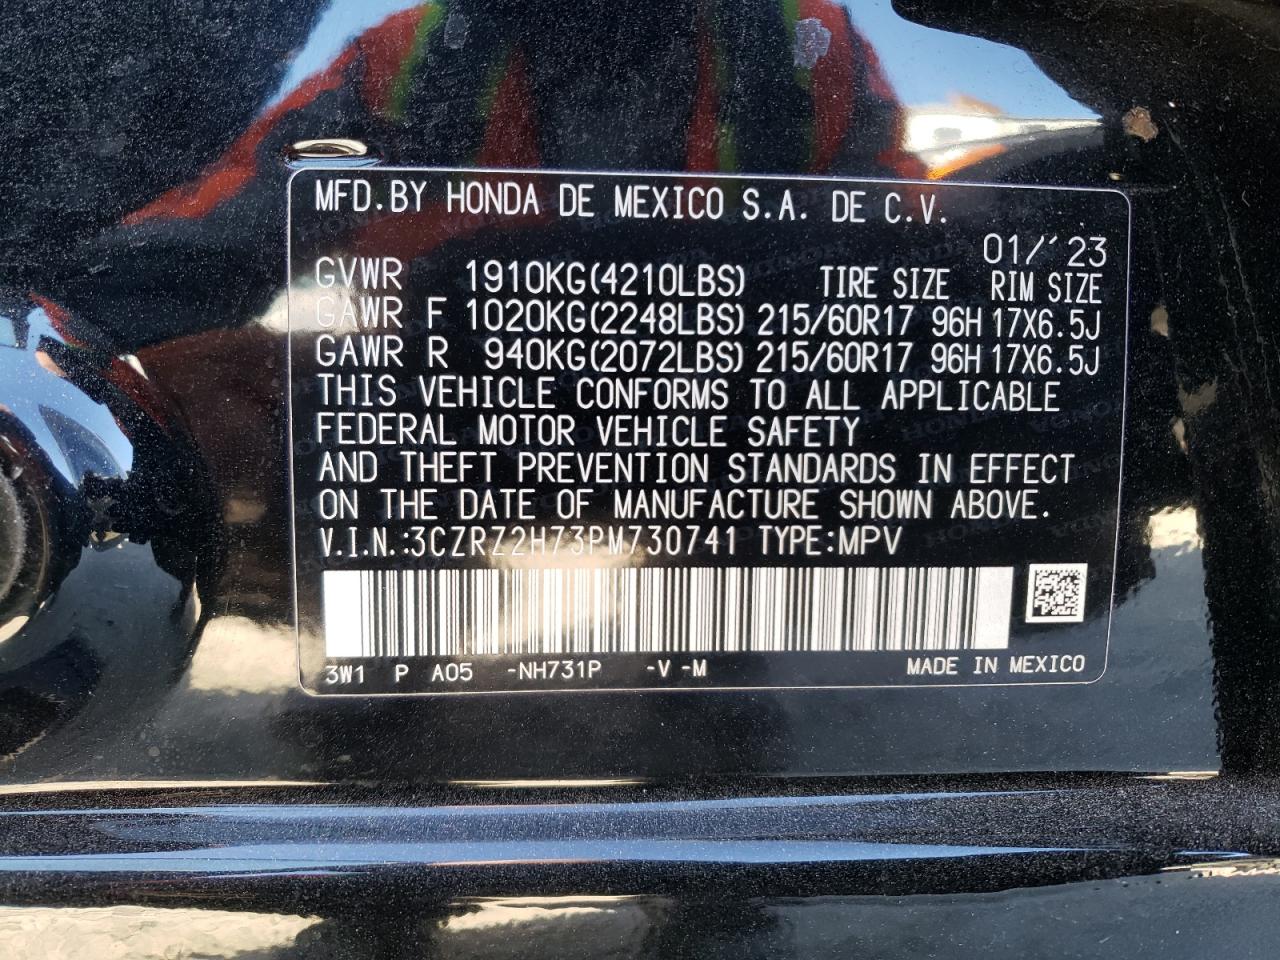 MFD.BY HONDA DE MEXICO S.A. DE C.V.
01/´23
GVWR 1910KG(4210LBS) TIRE SIZE RIM SIZE
GAWR F 1020KG(2248LBS) 215/60R17 96H 17X6.5J
GAWR R 940KG(2072LBS) 215/60R17 96H 17X6.5J
THIS VEHICLE CONFORMS TO ALL APPLICABLE
FEDERAL MOTOR VEHICLE SAFETY
AND THEFT PREVENTION STANDARDS IN EFFECT
ON THE DATE OF MANUFACTURE SHOWN ABOVE.
V.I.N.:3CZRZ2H73PM730741 TYPE:MPV
3W1 P A05 -NH731P -V -M MADE IN MEXICO